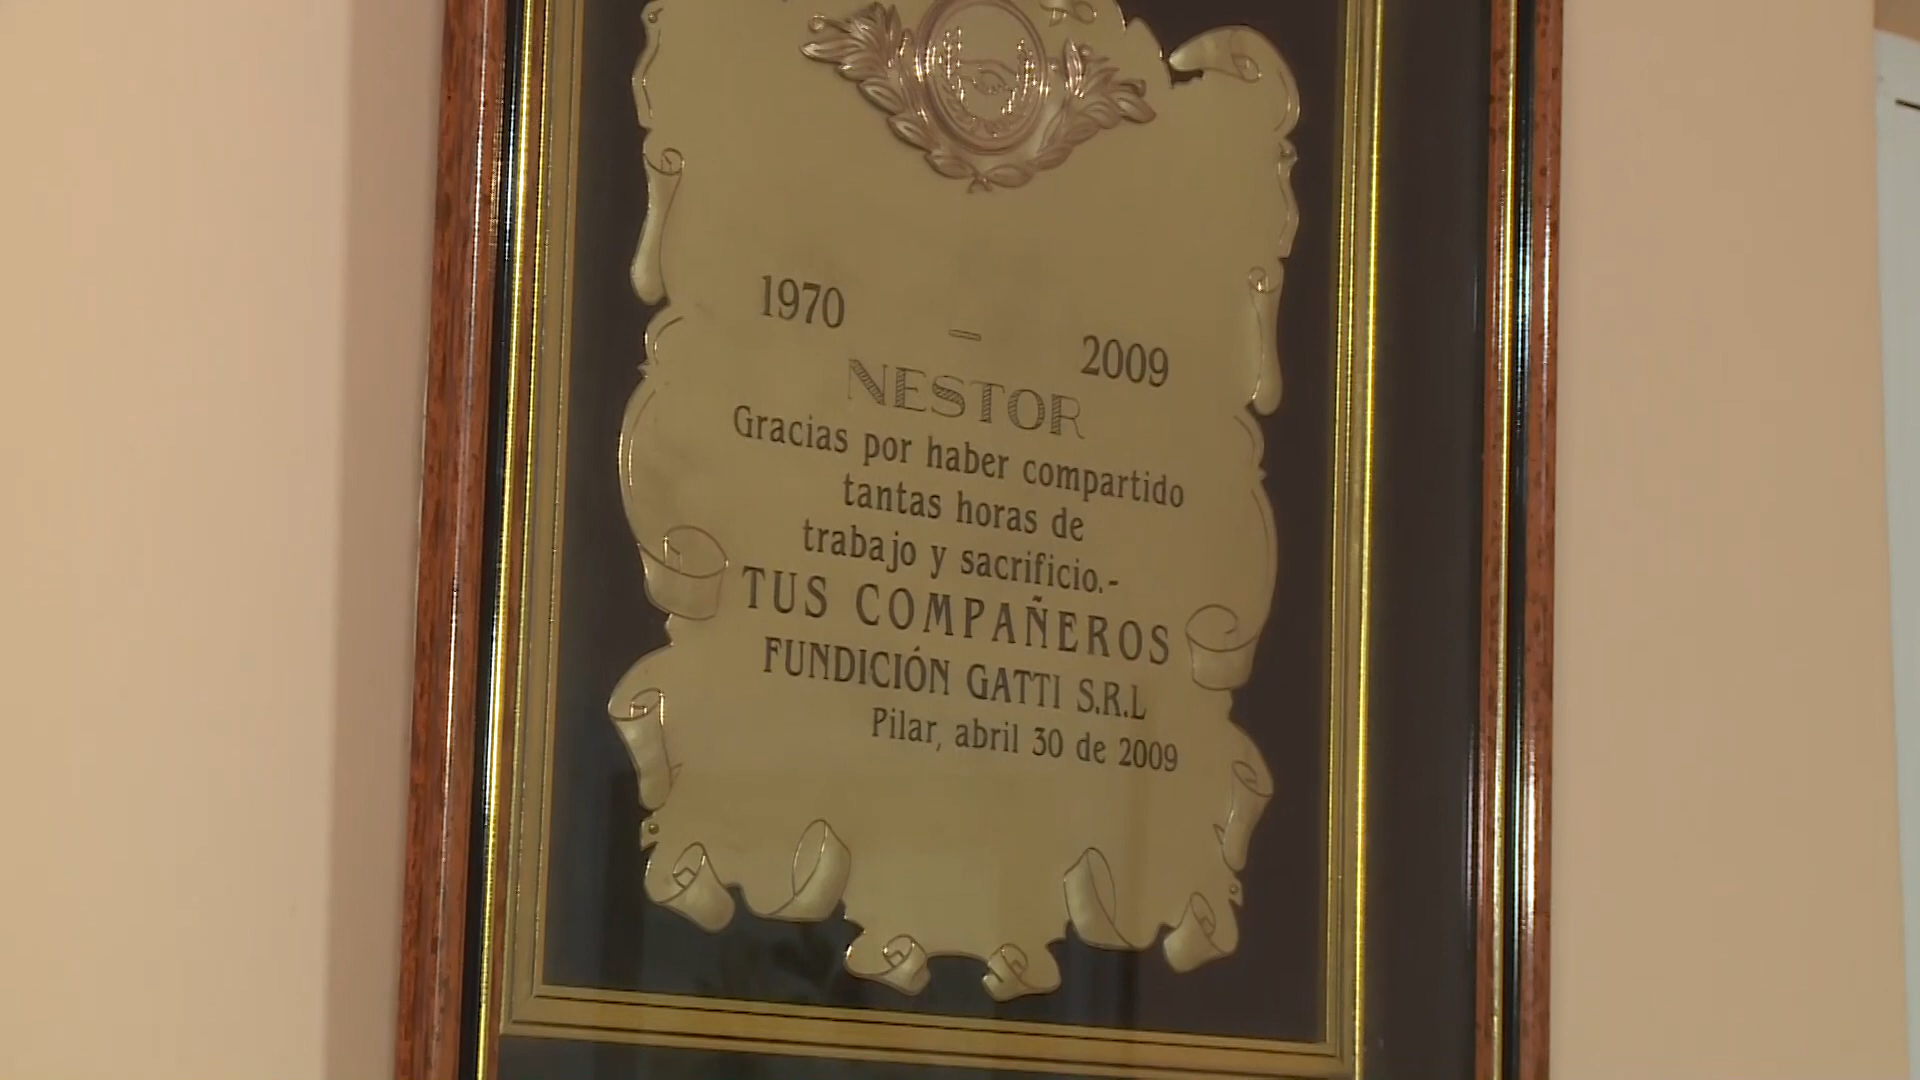 1970 – 2009
NESTOR
Gracias por haber compartido
tantas horas de
trabajo y sacrificio.-
TUS COMPAÑEROS
FUNDICIÓN GATTI S.R.L
Pilar, abril 30 de 2009